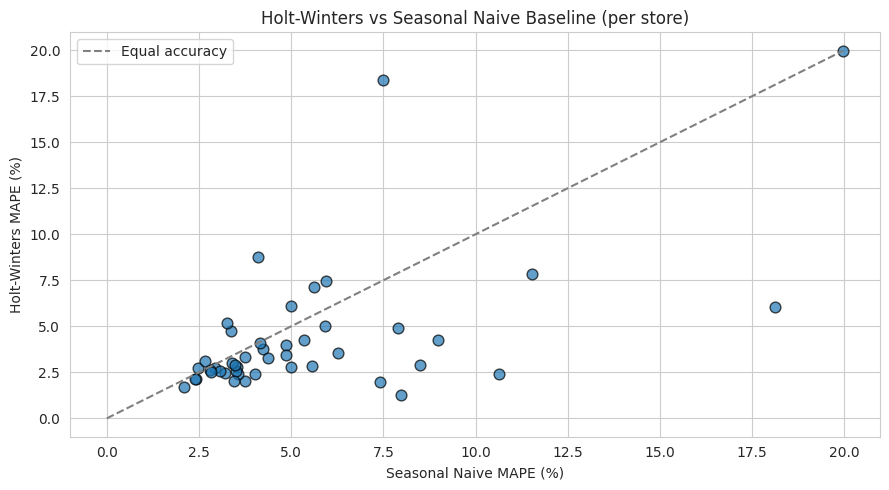 Holt-Winters vs Seasonal Naive Baseline (per store)
Equal accuracy
Holt-Winters MAPE (%)
20.0
17.5
15.0
12.5
10.0
7.5
5.0
2.5
0.0
0.0 2.5 5.0 7.5 10.0 12.5 15.0 17.5 20.0
Seasonal Naive MAPE (%)